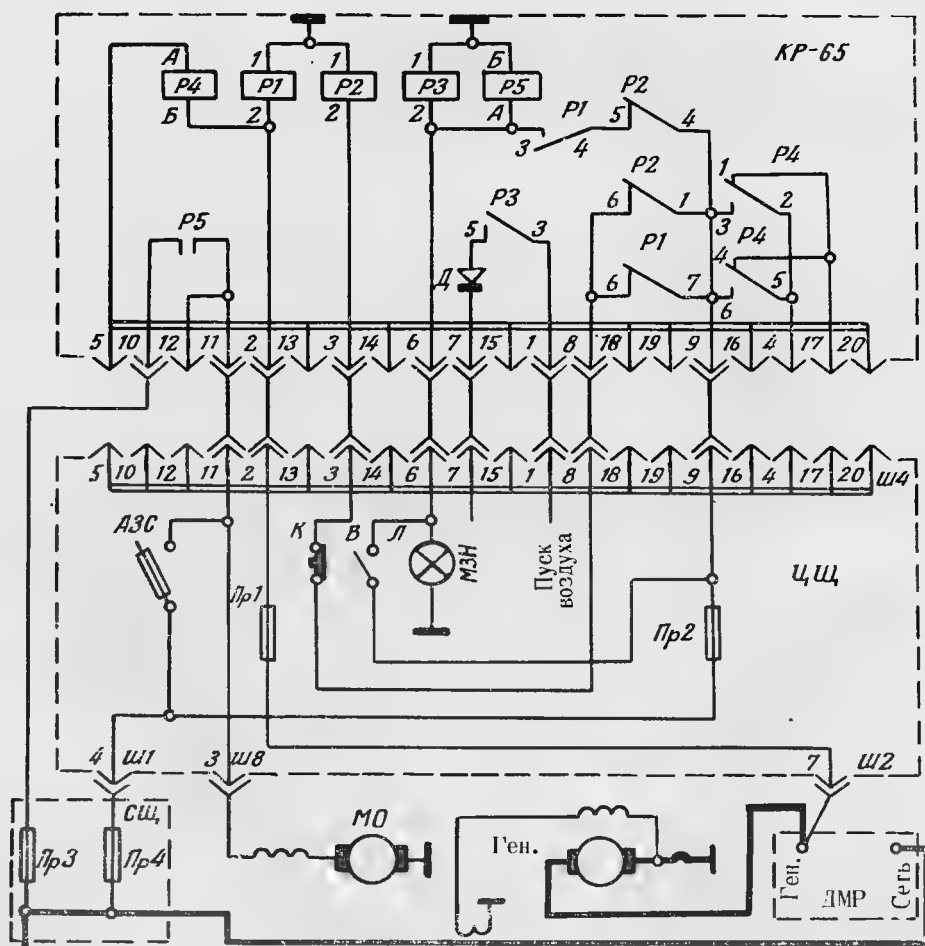 КР-65
1 1 1 Б
А Р4 Р1 Р2 Р3 Р5
Б 2 2 2 А
Р2
Р1 5 4
3 4
Р4
Р2 1
6 1 3 2
Р5 Р3
5 3
Р1 Р4
4
Д 6 7 5
6
5 10 12 11 2 13 3 14 6 7 15 1 8 18 19 9 16 4 17 20
5 10 12 11 2 13 3 14 6 7 15 1 8 18 19 9 16 4 17 20 Ш4
АЗС К В Л МЗН
Пуск
воздуха
ЦЩ
Пр1 Пр2
4 Ш1 3 Ш8 7 Ш2
СЩ
Пр3 Пр4
МО
Ген.
Ген. ДМР Сеть